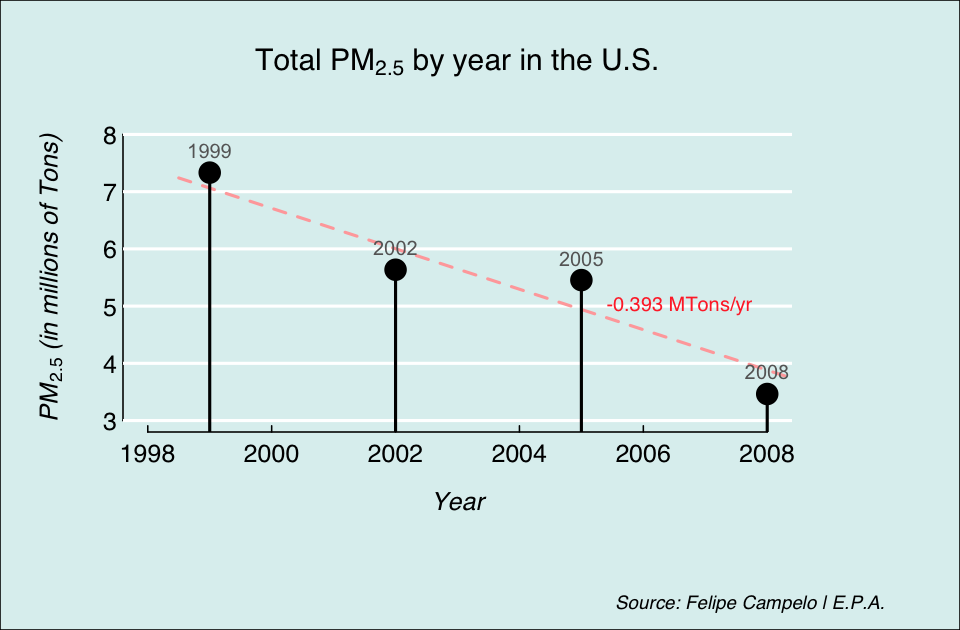 Total PM2.5 by year in the U.S.
PM2.5 (in millions of Tons)
8
7
6
5
4
3
1999
2002
2005
-0.393 MTons/yr
2008
1998 2000 2002 2004 2006 2008
Year
Source: Felipe Campelo | E.P.A.